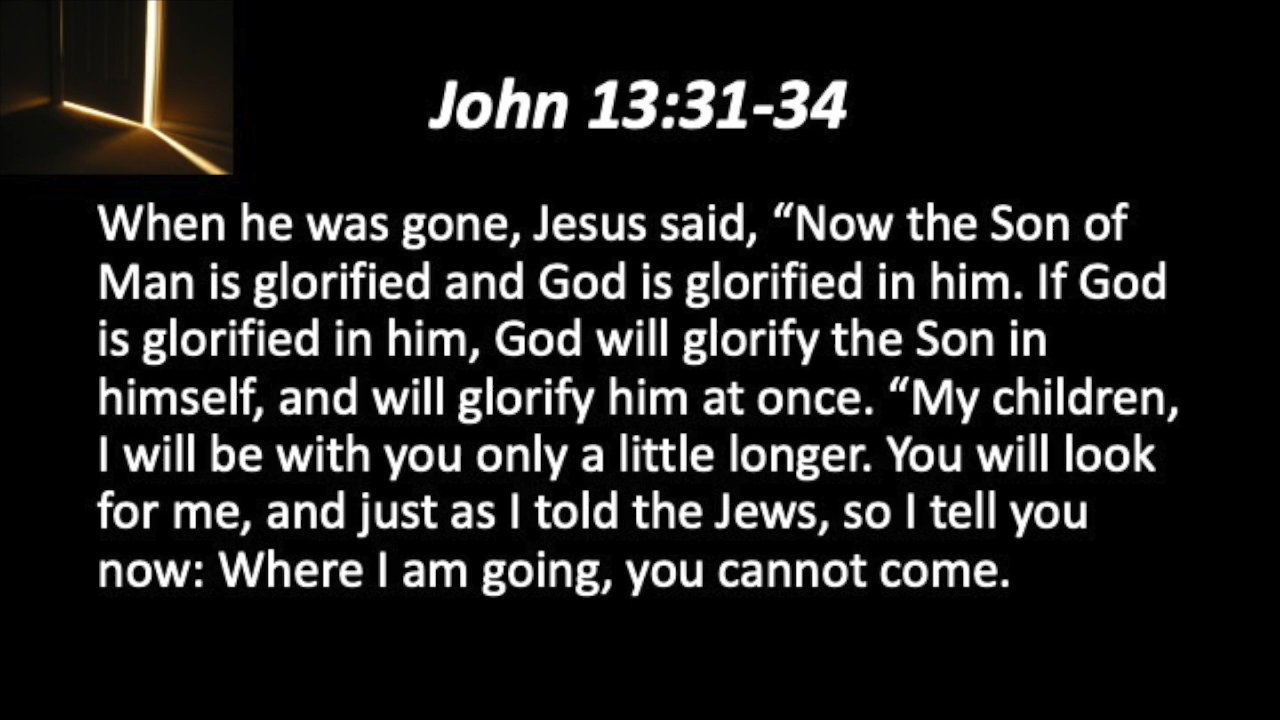 John 13:31-34
When he was gone, Jesus said, “Now the Son of
Man is glorified and God is glorified in him. If God
is glorified in him, God will glorify the Son in
himself, and will glorify him at once. “My children,
I will be with you only a little longer. You will look
for me, and just as I told the Jews, so I tell you
now: Where I am going, you cannot come.